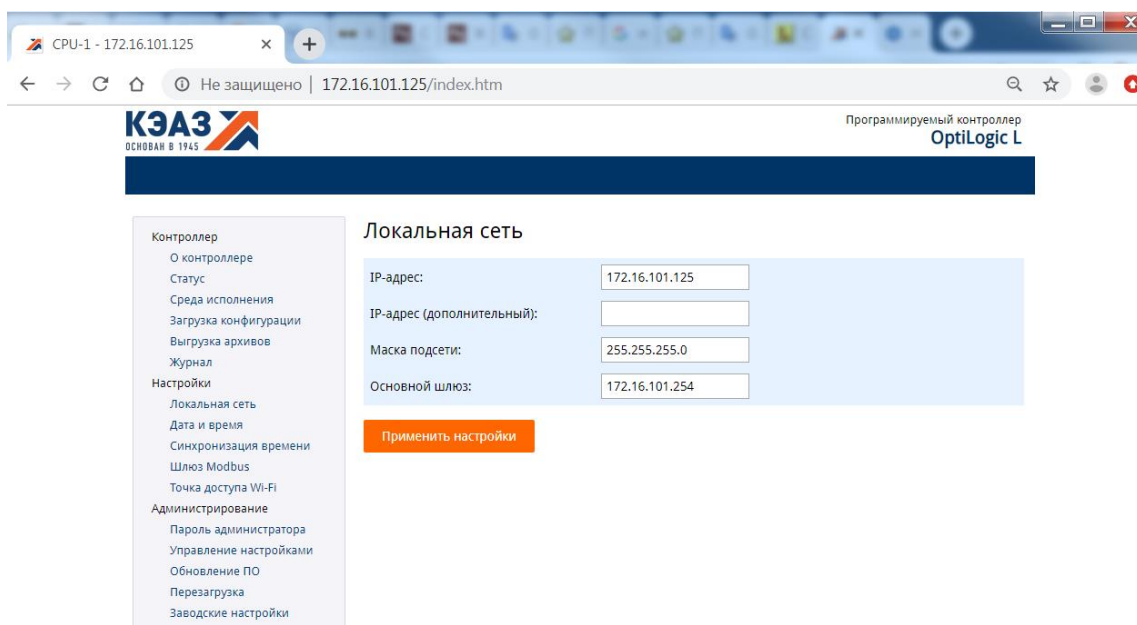 CPU-1 - 172.16.101.125
Не защищено | 172.16.101.125/index.htm
КЭАЗ
ОСНОВАН В 1945
Программируемый контроллер
OptiLogic L
Контроллер
О контроллере
Статус
Среда исполнения
Загрузка конфигурации
Выгрузка архивов
Журнал
Настройки
Локальная сеть
Дата и время
Синхронизация времени
Шлюз Modbus
Точка доступа Wi-Fi
Администрирование
Пароль администратора
Управление настройками
Обновление ПО
Перезагрузка
Заводские настройки
Локальная сеть
IP-адрес: 172.16.101.125
IP-адрес (дополнительный):
Маска подсети: 255.255.255.0
Основной шлюз: 172.16.101.254
Применить настройки